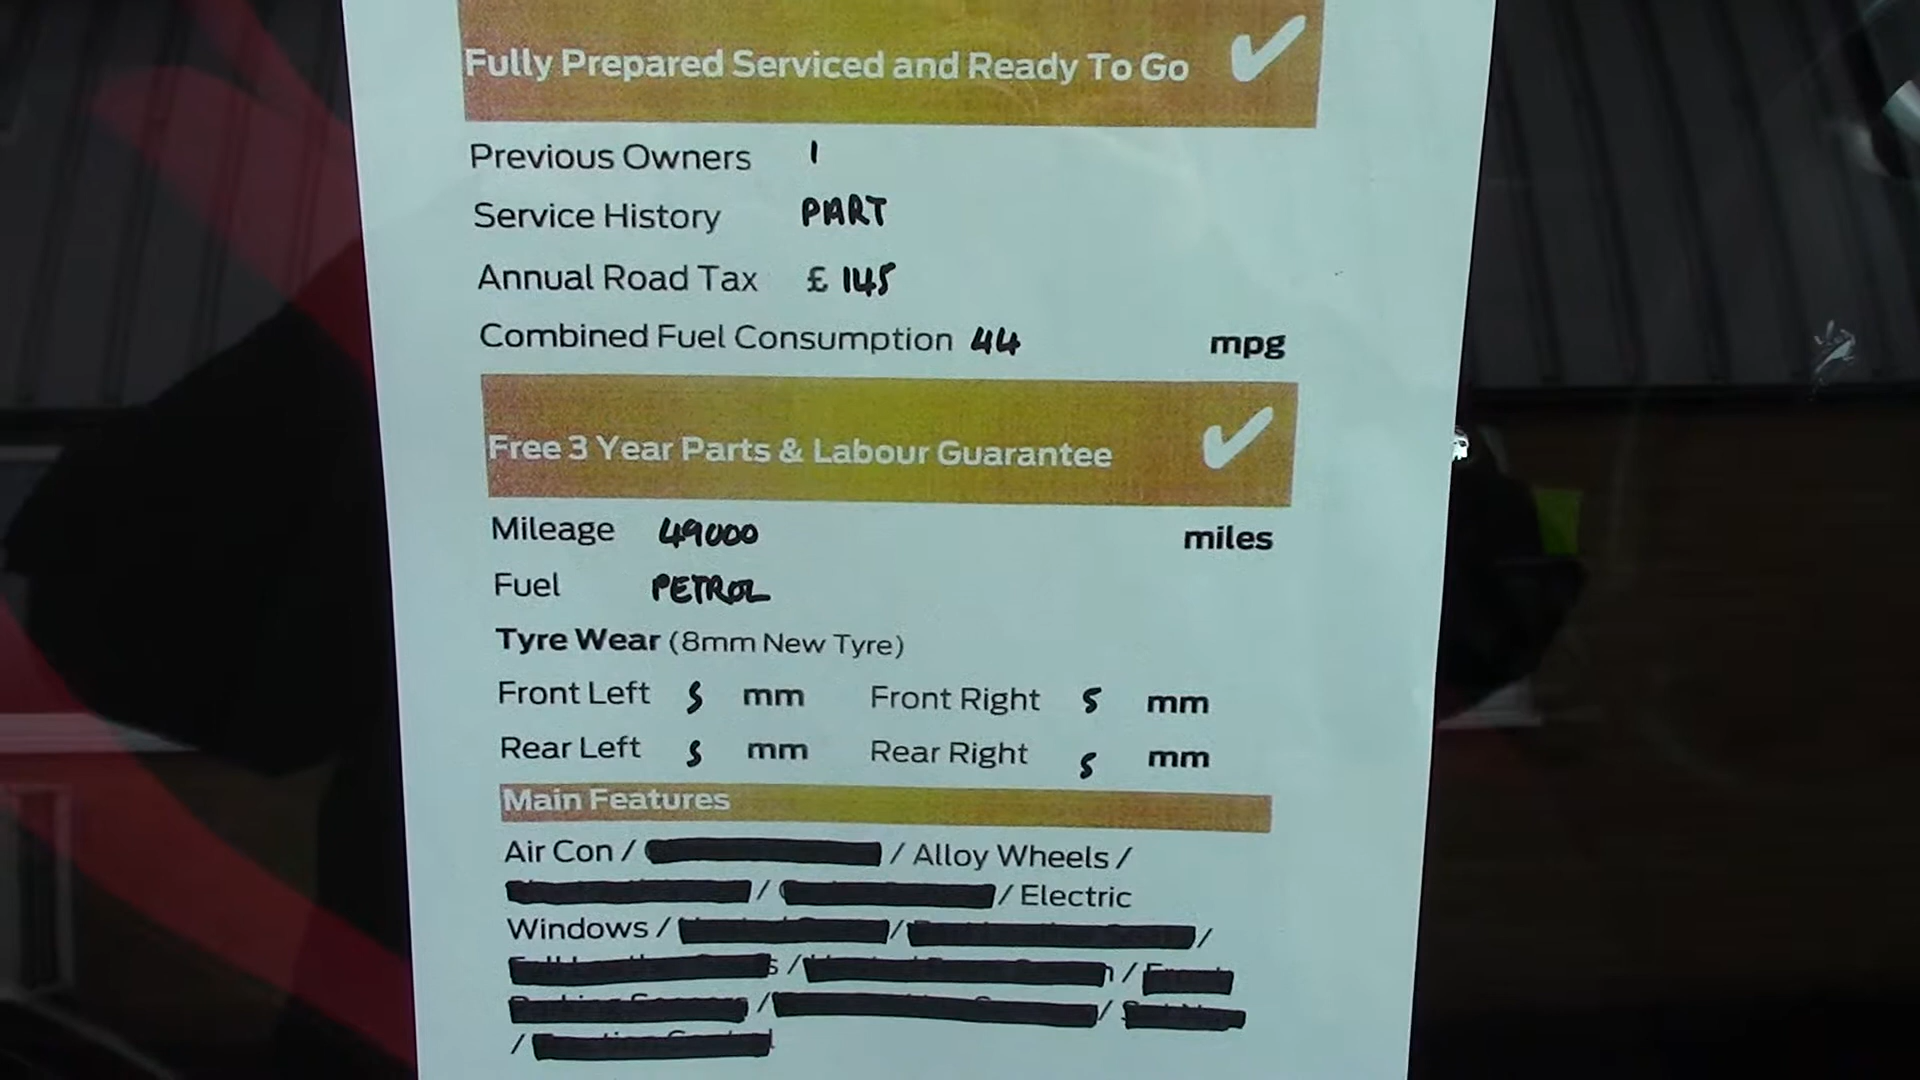 Fully Prepared Serviced and Ready To Go
Previous Owners 1
Service History PART
Annual Road Tax £ 145
Combined Fuel Consumption 44 mpg
Free 3 Year Parts & Labour Guarantee
Mileage 49000 miles
Fuel PETROL
Tyre Wear (8mm New Tyre)
Front Left 5 mm Front Right 5 mm
Rear Left 5 mm Rear Right 5 mm
Main Features
Air Con / / Alloy Wheels /
/ / Electric
Windows / / /
/ /
/ /
/